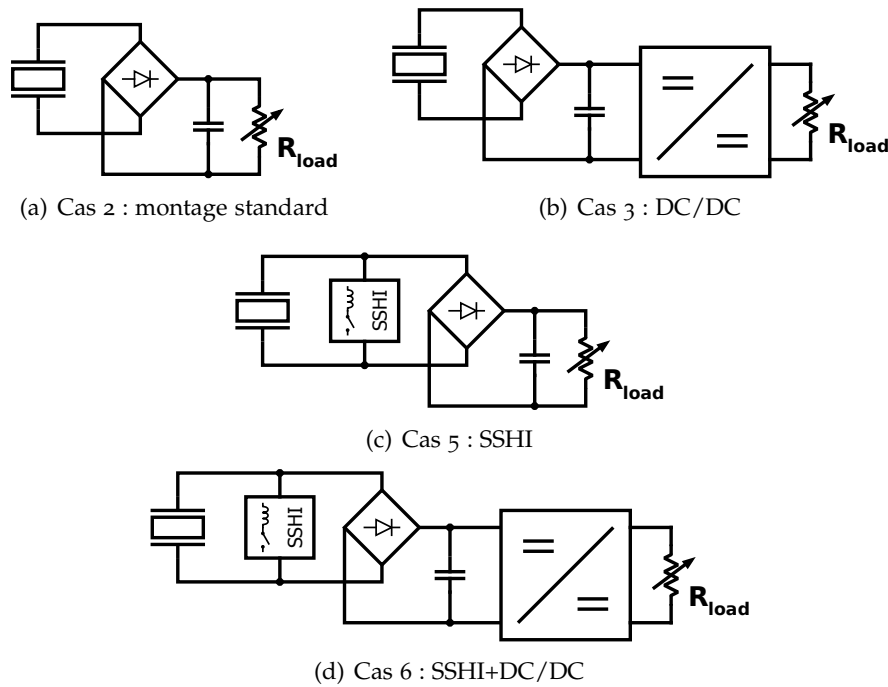 R_load
R_load
(a) Cas 2 : montage standard
(b) Cas 3 : DC/DC
SSHI
R_load
(c) Cas 5 : SSHI
SSHI
R_load
(d) Cas 6 : SSHI+DC/DC